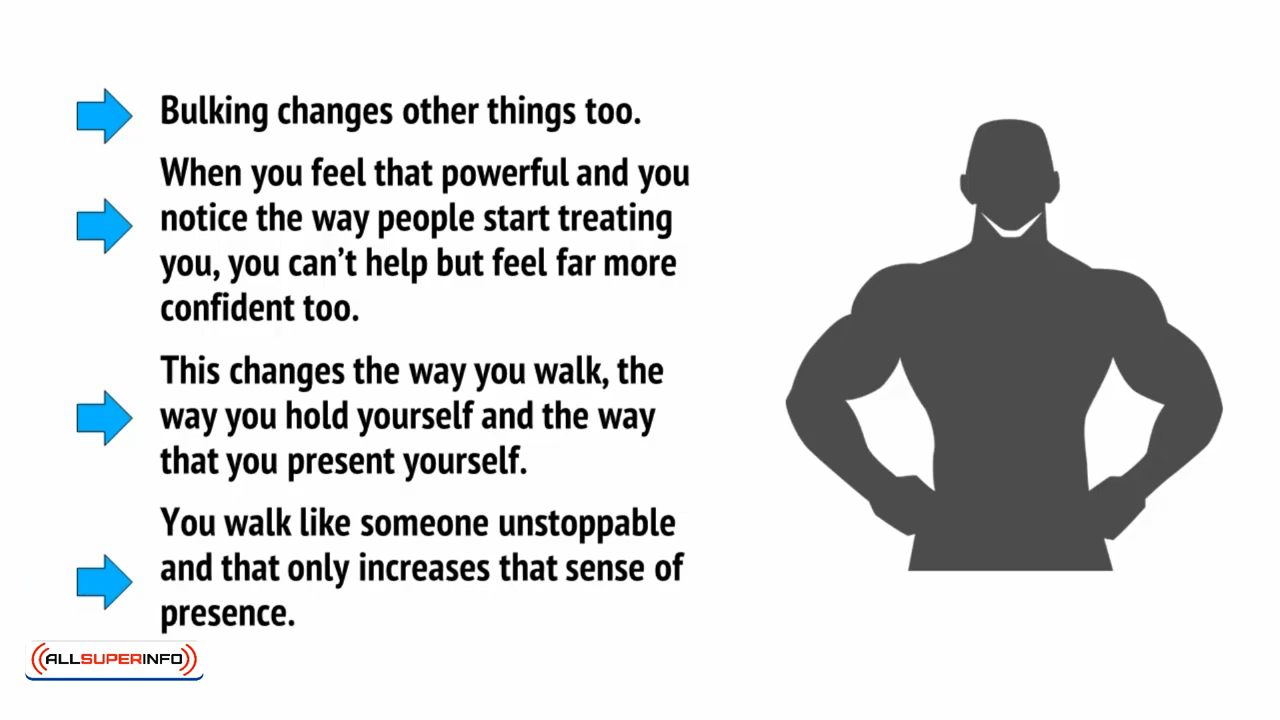 Bulking changes other things too.
When you feel that powerful and you
notice the way people start treating
you, you can’t help but feel far more
confident too.
This changes the way you walk, the
way you hold yourself and the way
that you present yourself.
You walk like someone unstoppable
and that only increases that sense of
presence.
ALLSUPERINFO